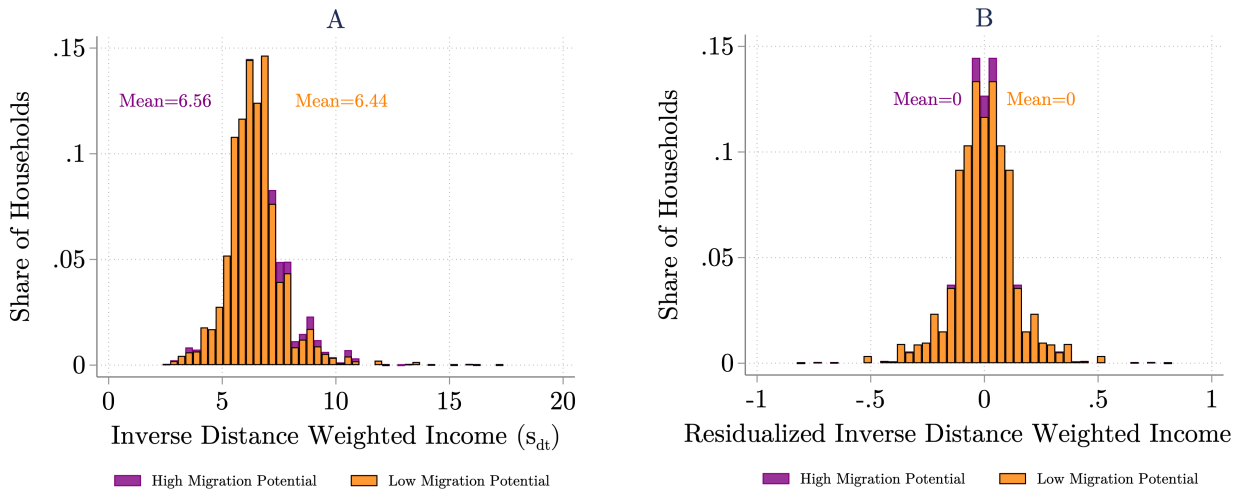 A
Share of Households
.15
.1
.05
0
Mean=6.56
Mean=6.44
0 5 10 15 20
Inverse Distance Weighted Income (s_dt)
High Migration Potential Low Migration Potential
B
Share of Households
.15
.1
.05
0
Mean=0
Mean=0
-1 -.5 0 .5 1
Residualized Inverse Distance Weighted Income
High Migration Potential Low Migration Potential